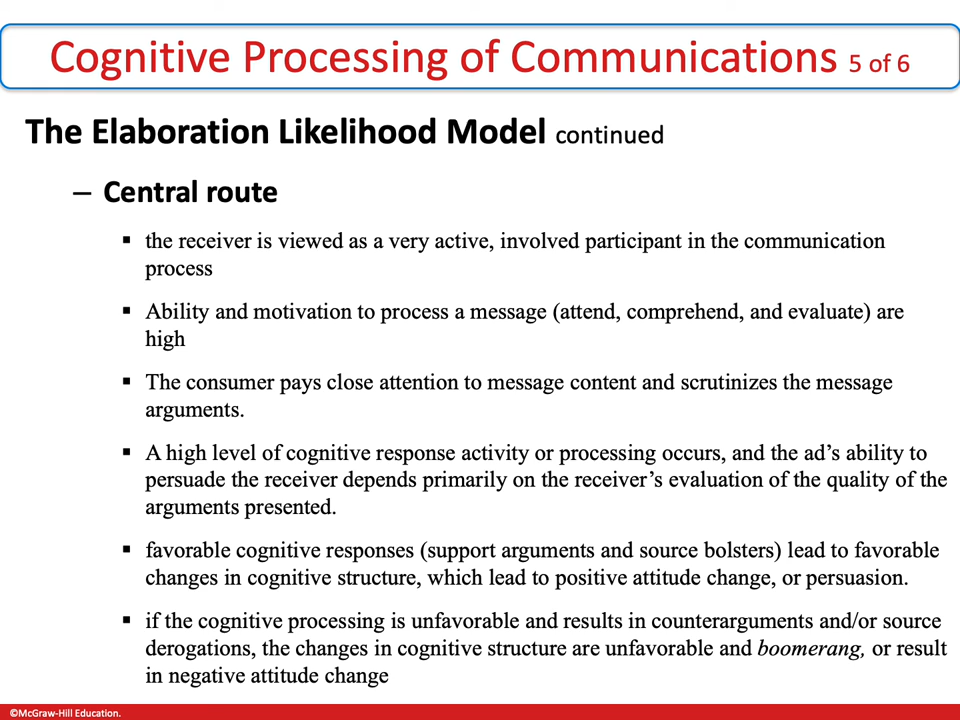 Cognitive Processing of Communications 5 of 6
The Elaboration Likelihood Model continued
– Central route
▪ the receiver is viewed as a very active, involved participant in the communication
process
▪ Ability and motivation to process a message (attend, comprehend, and evaluate) are
high
▪ The consumer pays close attention to message content and scrutinizes the message
arguments.
▪ A high level of cognitive response activity or processing occurs, and the ad’s ability to
persuade the receiver depends primarily on the receiver’s evaluation of the quality of the
arguments presented.
▪ favorable cognitive responses (support arguments and source bolsters) lead to favorable
changes in cognitive structure, which lead to positive attitude change, or persuasion.
▪ if the cognitive processing is unfavorable and results in counterarguments and/or source
derogations, the changes in cognitive structure are unfavorable and boomerang, or result
in negative attitude change
©McGraw-Hill Education.